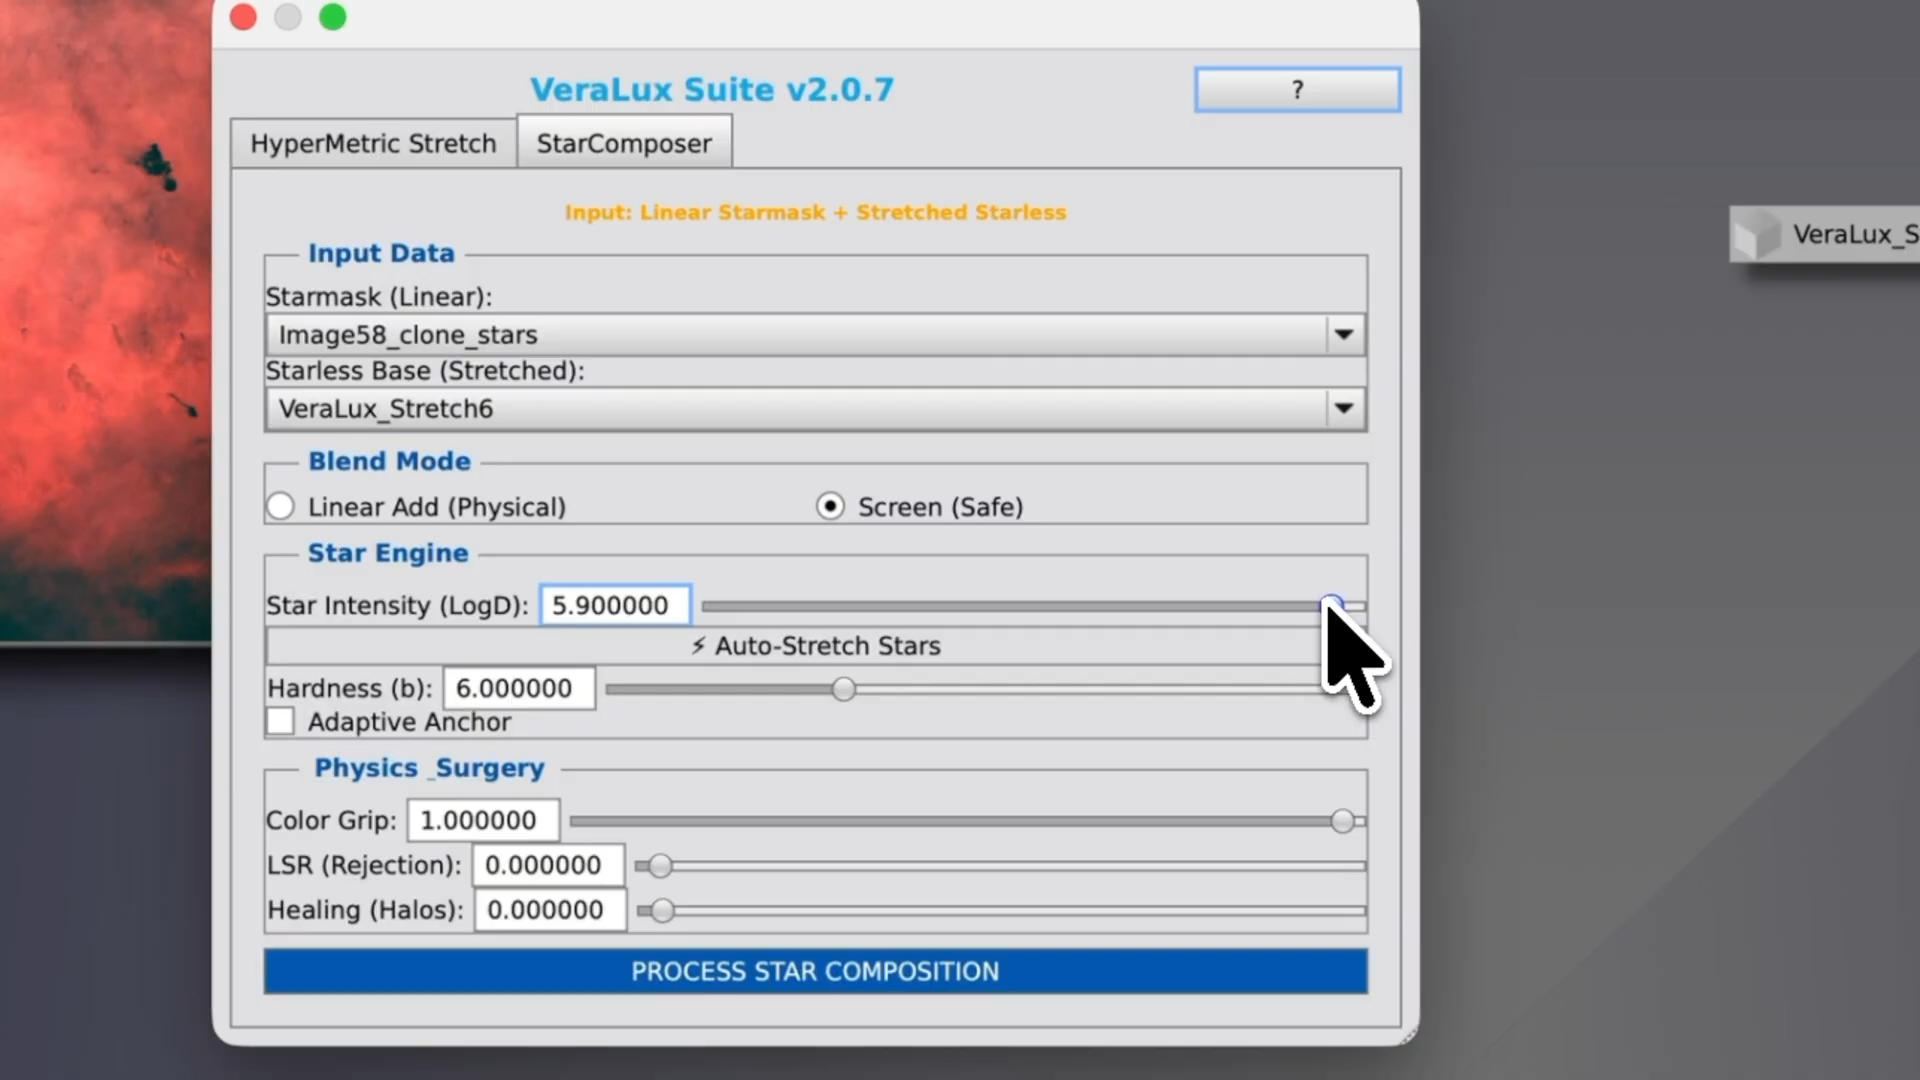 VeraLux Suite v2.0.7
?
HyperMetric Stretch
StarComposer
Input: Linear Starmask + Stretched Starless
Input Data
Starmask (Linear):
Image58_clone_stars
Starless Base (Stretched):
VeraLux_Stretch6
Blend Mode
Linear Add (Physical)
Screen (Safe)
Star Engine
Star Intensity (LogD): 5.900000
⚡ Auto-Stretch Stars
Hardness (b): 6.000000
Adaptive Anchor
Physics _Surgery
Color Grip: 1.000000
LSR (Rejection): 0.000000
Healing (Halos): 0.000000
PROCESS STAR COMPOSITION
VeraLux_S